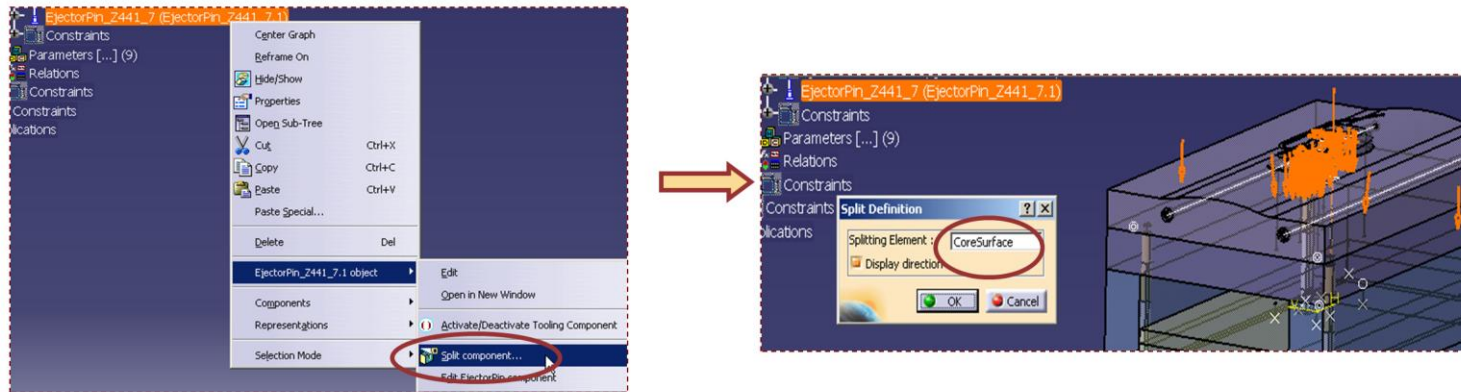 EjectorPin_Z441_7 (EjectorPin_Z441_7.1)
Constraints
Parameters [...] (9)
Relations
Constraints
Constraints
lications
Center Graph
Reframe On
Hide/Show
Properties
Open Sub-Tree
Cut Ctrl+X
Copy Ctrl+C
Paste Ctrl+V
Paste Special...
Delete Del
EjectorPin_Z441_7.1 object
Components
Representations
Selection Mode
Edit
Open in New Window
Activate/Deactivate Tooling Component
Split component...
Edit EjectorPin component
EjectorPin_Z441_7 (EjectorPin_Z441_7.1)
Constraints
Parameters [...] (9)
Relations
Constraints
Constraints
plications
Split Definition
Splitting Element : CoreSurface
Display direction
OK Cancel